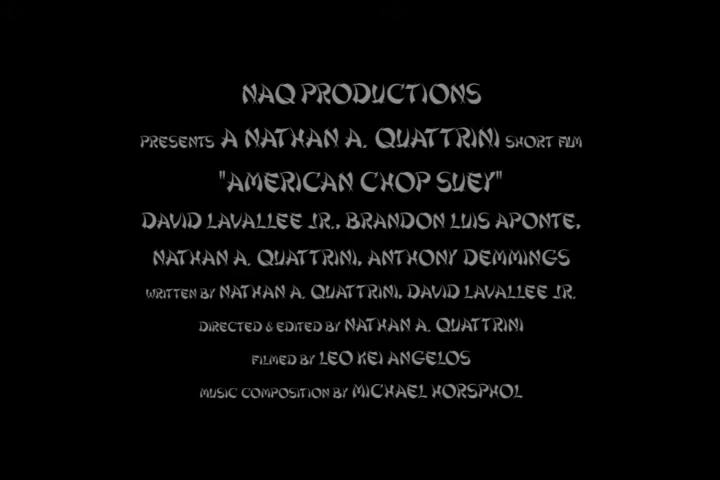 NAQ PRODUCTIONS
PRESENTS A NATHAN A. QUATTRINI SHORT FILM
"AMERICAN CHOP SUEY"
DAVID LAVALLEE JR., BRANDON LUIS APONTE,
NATHAN A. QUATTRINI, ANTHONY DEMMINGS
WRITTEN BY NATHAN A. QUATTRINI, DAVID LAVALLEE JR.
DIRECTED & EDITED BY NATHAN A. QUATTRINI
FILMED BY LEO KEI ANGELOS
MUSIC COMPOSITION BY MICHAEL HORSPHOL